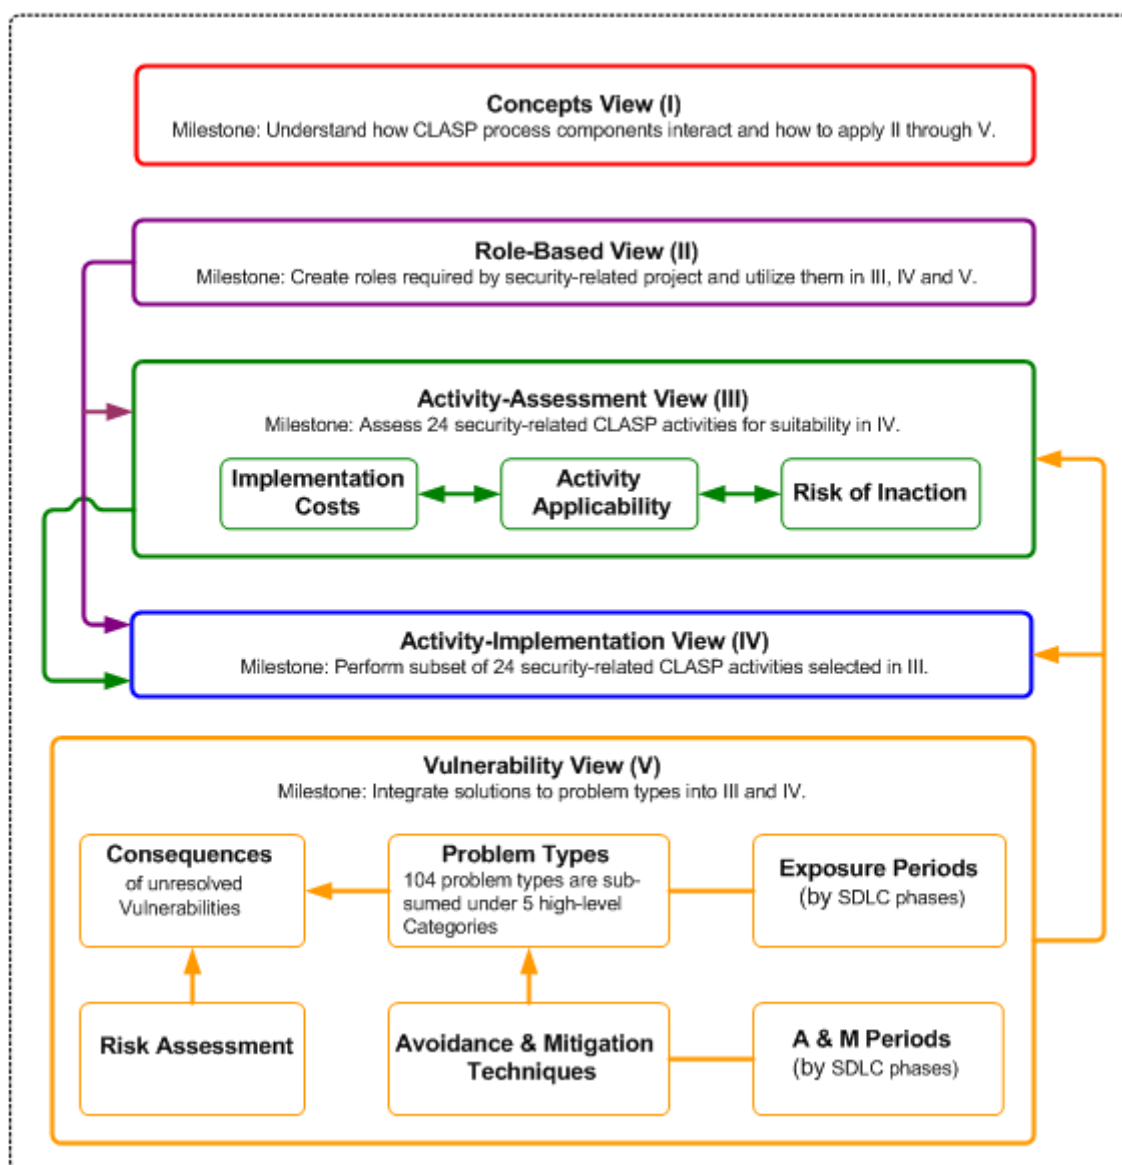 Concepts View (I)
Milestone: Understand how CLASP process components interact and how to apply II through V.
Role-Based View (II)
Milestone: Create roles required by security-related project and utilize them in III, IV and V.
Activity-Assessment View (III)
Milestone: Assess 24 security-related CLASP activities for suitability in IV.
Implementation
Costs
Activity
Applicability
Risk of Inaction
Activity-Implementation View (IV)
Milestone: Perform subset of 24 security-related CLASP activities selected in III.
Vulnerability View (V)
Milestone: Integrate solutions to problem types into III and IV.
Consequences
of unresolved
Vulnerabilities
Problem Types
104 problem types are sub-
sumed under 5 high-level
Categories
Exposure Periods
(by SDLC phases)
Risk Assessment
Avoidance & Mitigation
Techniques
A & M Periods
(by SDLC phases)